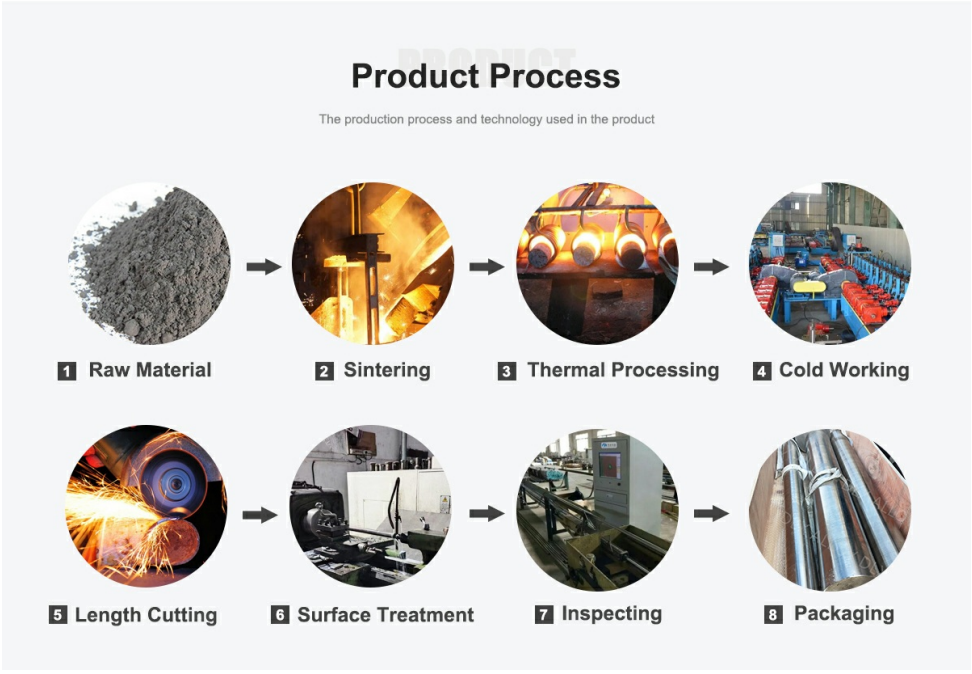 PRODUCT
Product Process
The production process and technology used in the product
1 Raw Material
2 Sintering
3 Thermal Processing
4 Cold Working
5 Length Cutting
6 Surface Treatment
7 Inspecting
8 Packaging